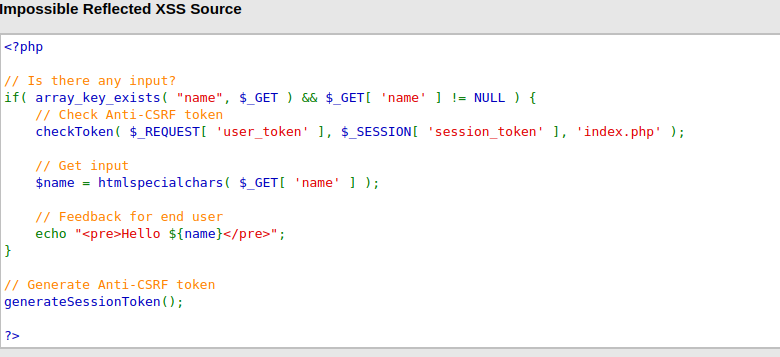 Impossible Reflected XSS Source
<?php
// Is there any input?
if( array_key_exists( "name", $_GET ) && $_GET[ 'name' ] != NULL ) {
    // Check Anti-CSRF token
    checkToken( $_REQUEST[ 'user_token' ], $_SESSION[ 'session_token' ], 'index.php' );
    // Get input
    $name = htmlspecialchars( $_GET[ 'name' ] );
    // Feedback for end user
    echo "<pre>Hello ${name}</pre>";
}
// Generate Anti-CSRF token
generateSessionToken();
?>